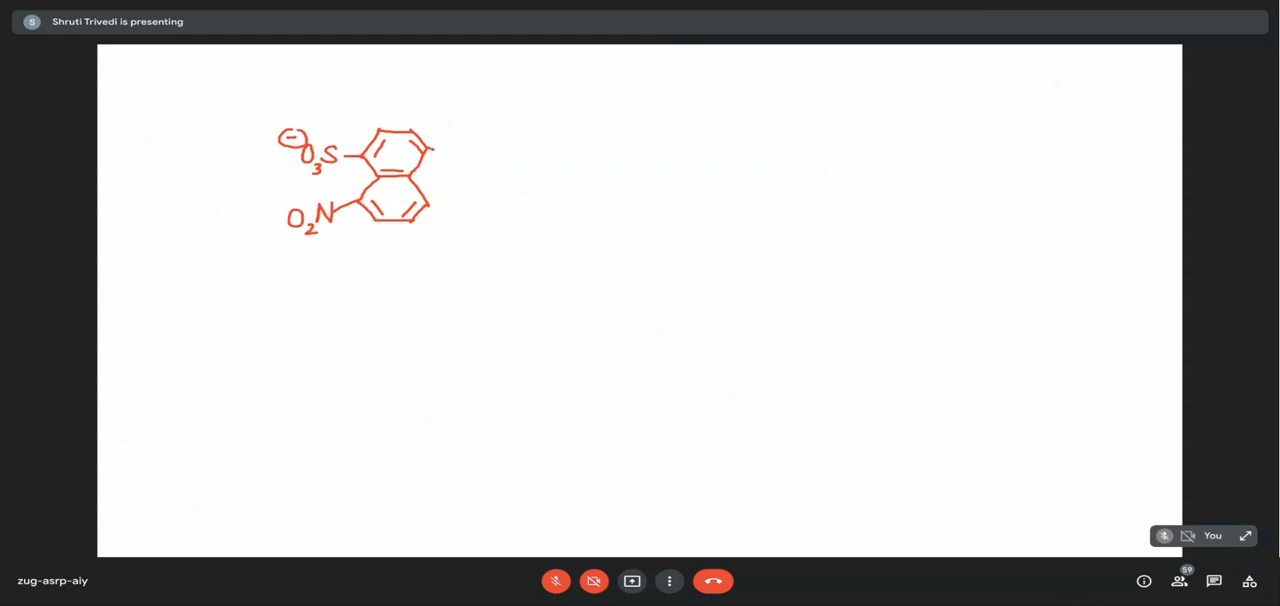 S Shruti Trivedi is presenting
⊖O₃S
O₂N
You
zug-asrp-aiy
59